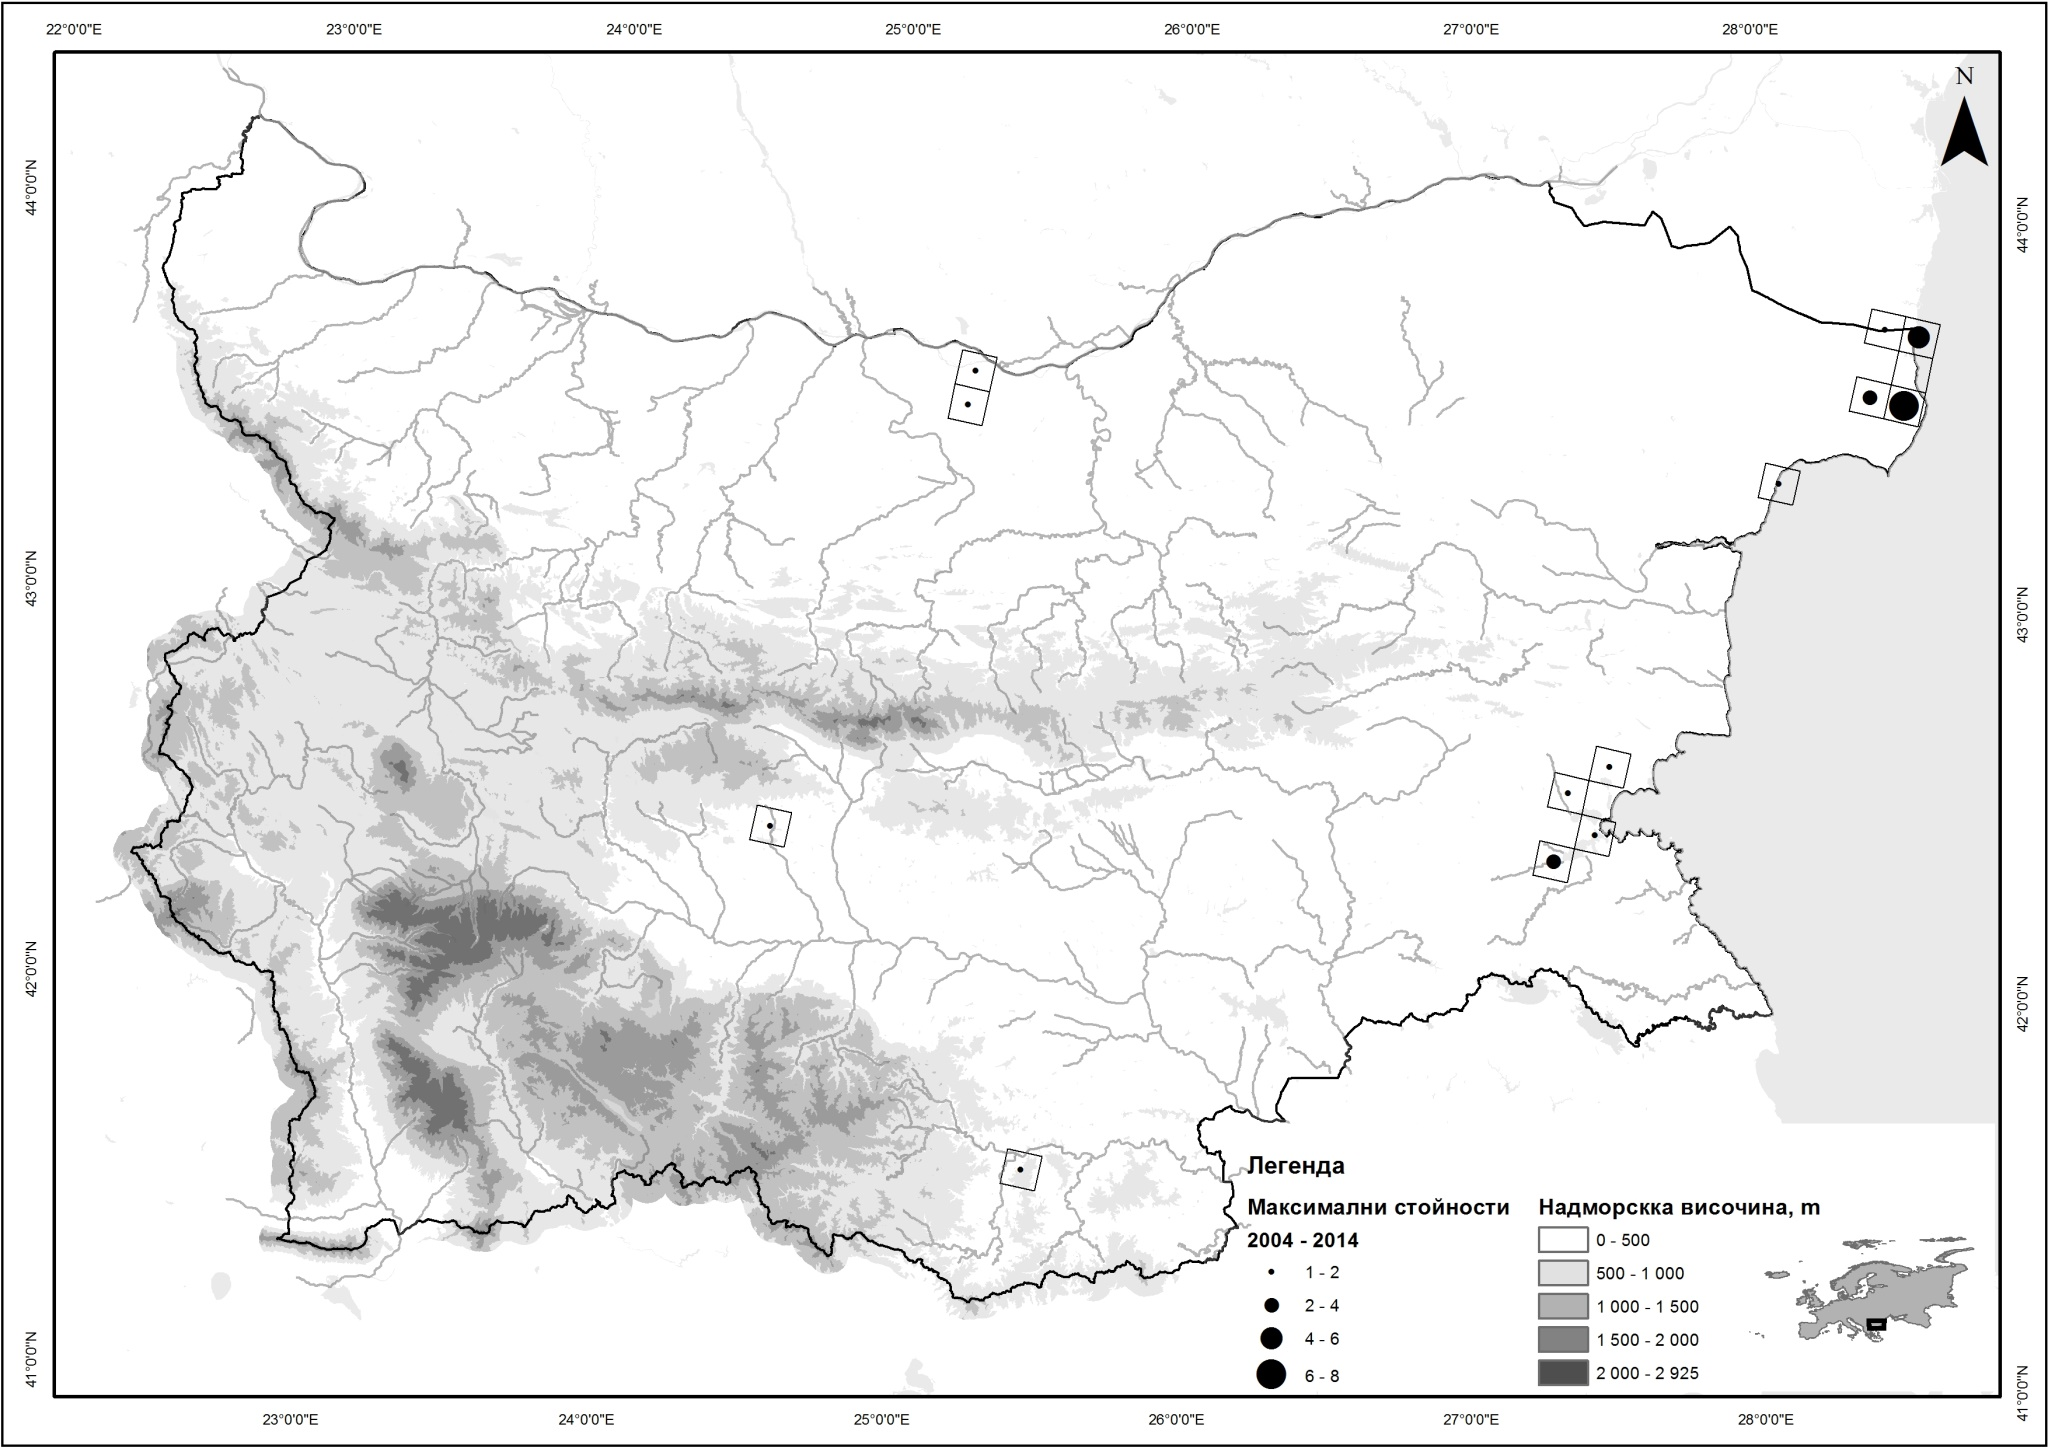 22°0'0"E 23°0'0"E 24°0'0"E 25°0'0"E 26°0'0"E 27°0'0"E 28°0'0"E
N
44°0'0"N 44°0'0"N
43°0'0"N 43°0'0"N
42°0'0"N 42°0'0"N
41°0'0"N 41°0'0"N
Легенда
Максимални стойности
2004 - 2014
1 - 2
2 - 4
4 - 6
6 - 8
Надморскка височина, m
0 - 500
500 - 1 000
1 000 - 1 500
1 500 - 2 000
2 000 - 2 925
23°0'0"E 24°0'0"E 25°0'0"E 26°0'0"E 27°0'0"E 28°0'0"E